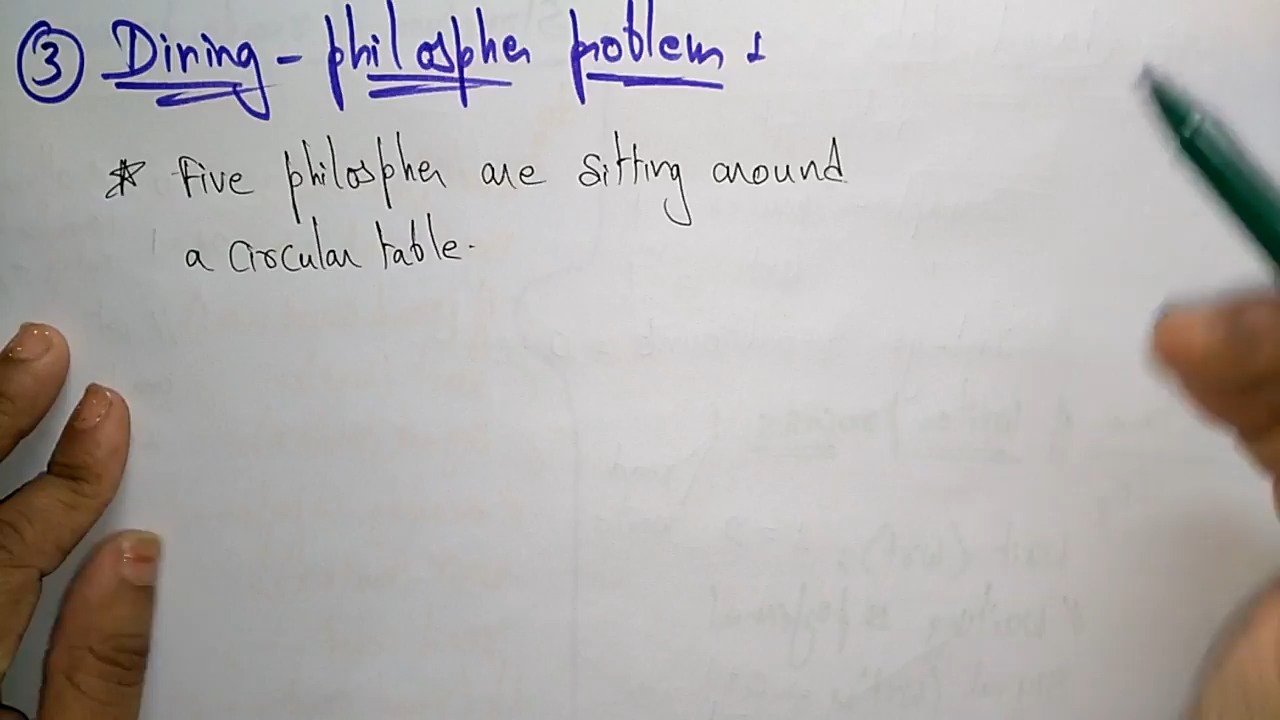 ③ Dining - philospher problem :
* Five philospher are sitting around
a circular table.